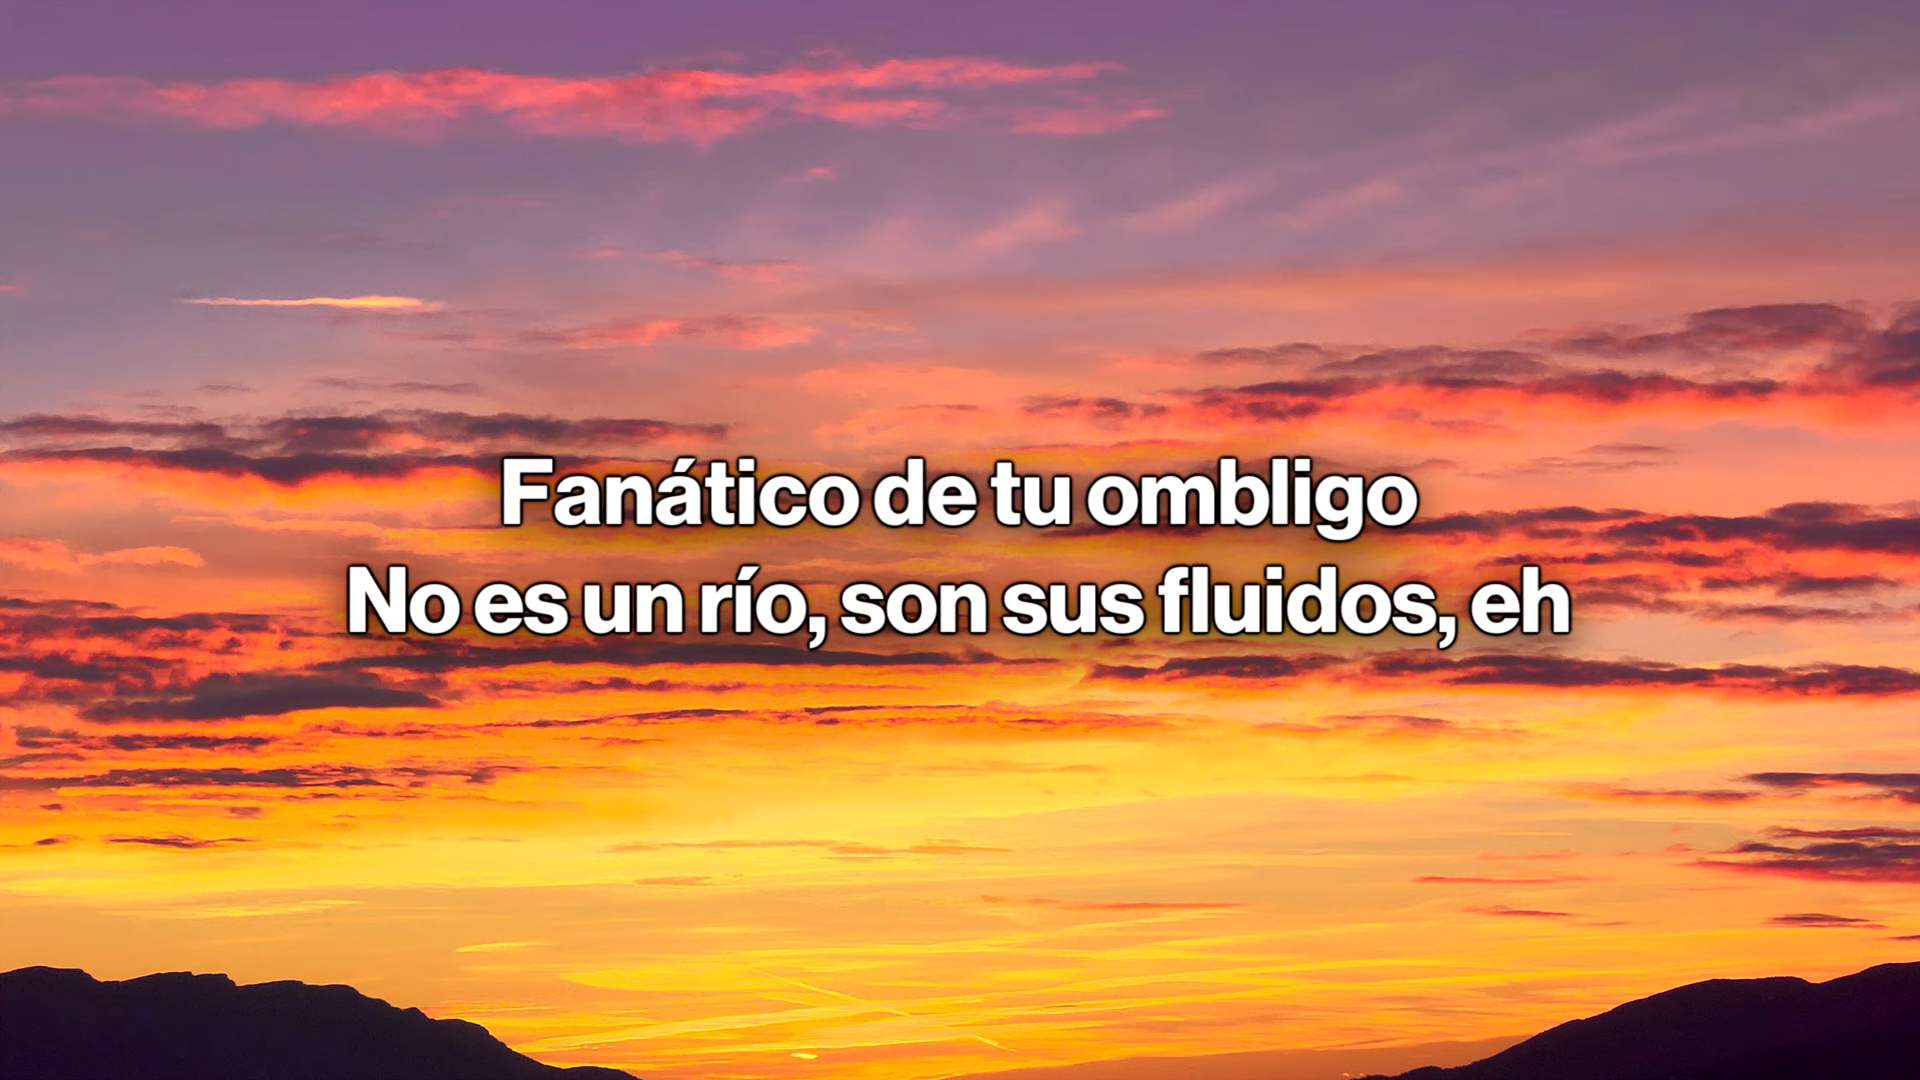 Fanático de tu ombligo
No es un río, son sus fluidos, eh